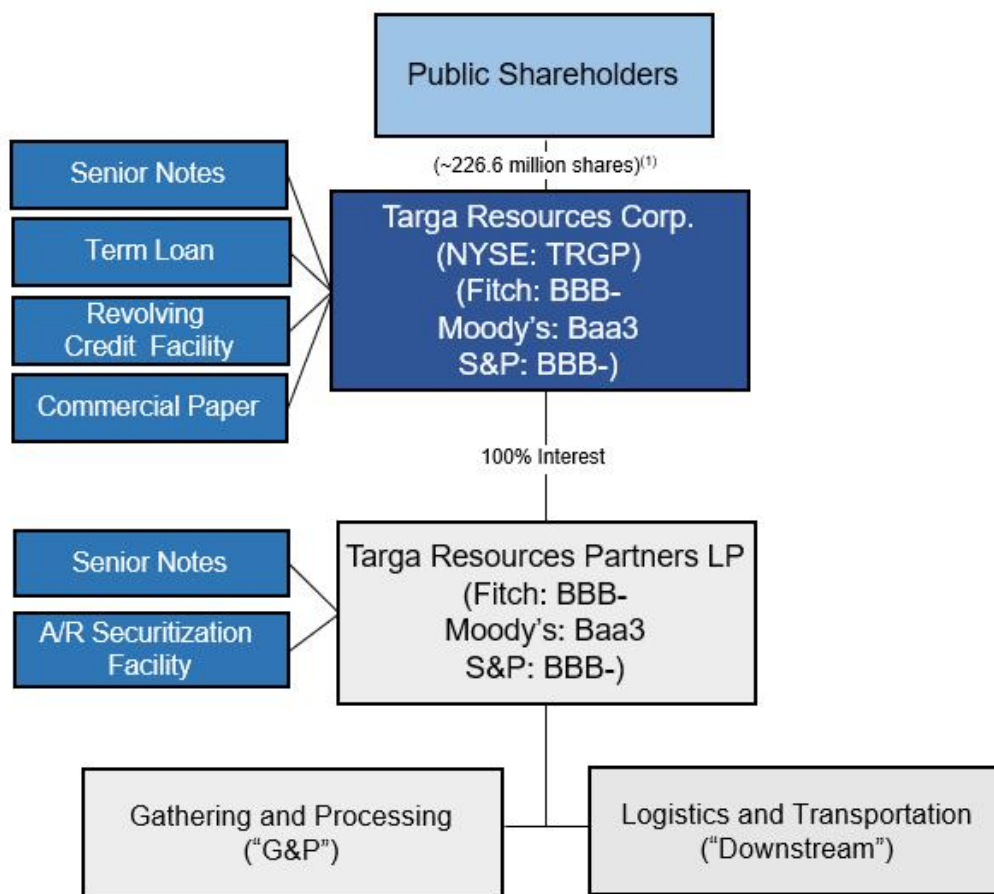 Public Shareholders
(~226.6 million shares)(1)
Senior Notes
Term Loan
Revolving
Credit Facility
Commercial Paper
Targa Resources Corp.
(NYSE: TRGP)
(Fitch: BBB-
Moody’s: Baa3
S&P: BBB-)
100% Interest
Senior Notes
A/R Securitization
Facility
Targa Resources Partners LP
(Fitch: BBB-
Moody’s: Baa3
S&P: BBB-)
Gathering and Processing
(“G&P”)
Logistics and Transportation
(“Downstream”)